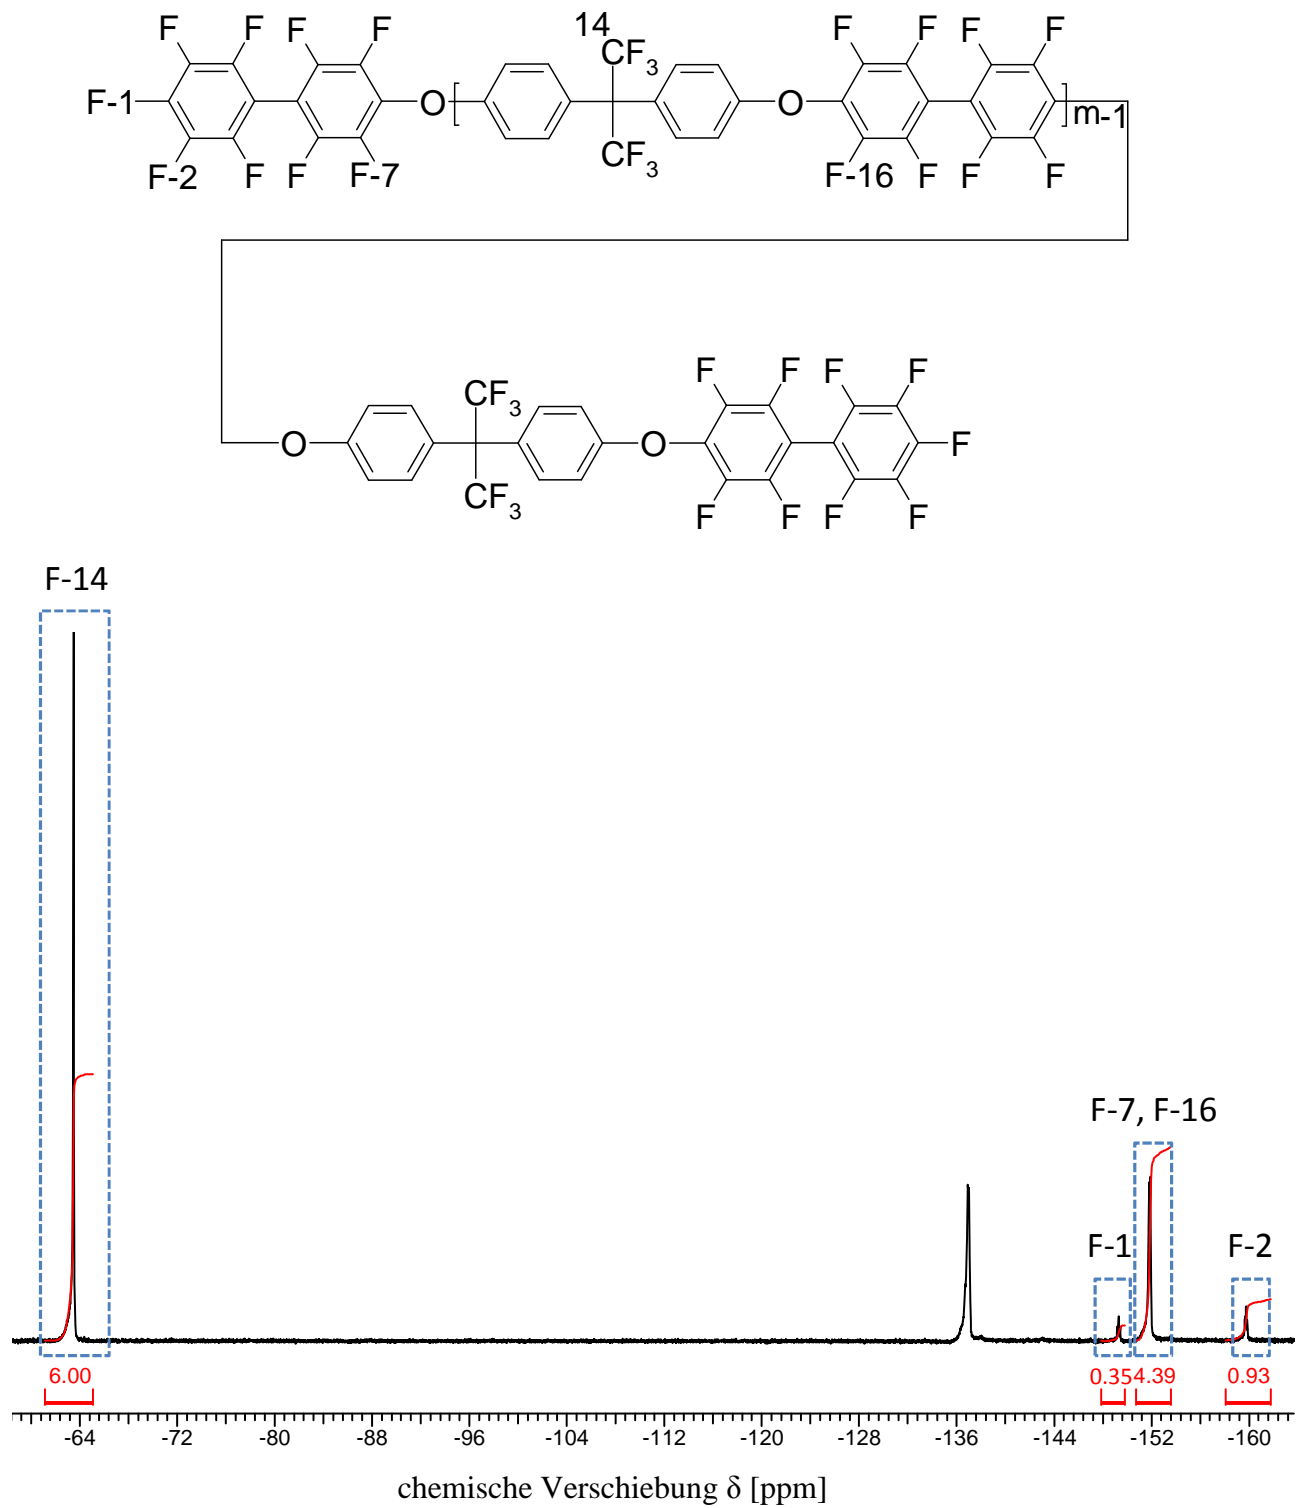 14
F F F F CF₃ F F F F
F-1 O [ O ] m-1
F-2 F F F-7 CF₃ F-16 F F F
F F F F
CF₃
O O F
CF₃
F F F F
F-14
F-7, F-16
F-1 F-2
6.00 0.35 4.39 0.93
-64 -72 -80 -88 -96 -104 -112 -120 -128 -136 -144 -152 -160
chemische Verschiebung δ [ppm]